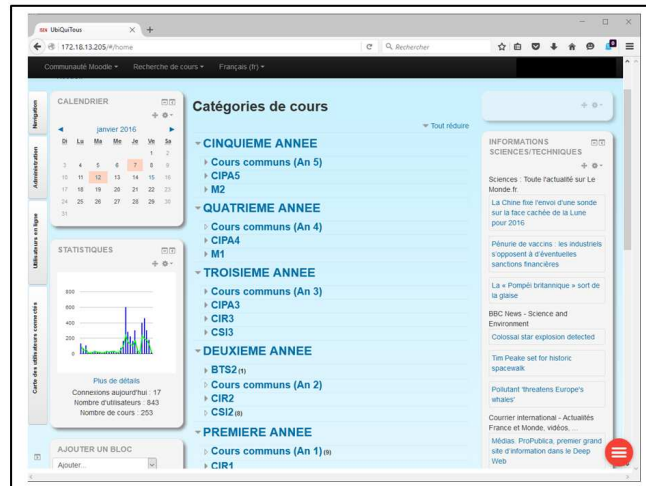 UbiQuiTous
172.18.13.205/#/home
Rechercher
Communauté Moodle
Recherche de cours
Français (fr)
Navigation
Administration
Utilisateurs en ligne
Carte des utilisateurs connectés
CALENDRIER
janvier 2016
Di Lu Ma Me Je Ve Sa
1 2
3 4 5 6 7 8 9
10 11 12 13 14 15 16
17 18 19 20 21 22 23
24 25 26 27 28 29 30
31
STATISTIQUES
800
600
400
200
0
Plus de détails
Connexions aujourd'hui : 17
Nombre d'utilisateurs : 843
Nombre de cours : 253
AJOUTER UN BLOC
Ajouter...
Catégories de cours
Tout réduire
CINQUIEME ANNEE
Cours communs (An 5)
CIPA5
M2
QUATRIEME ANNEE
Cours communs (An 4)
CIPA4
M1
TROISIEME ANNEE
Cours communs (An 3)
CIPA3
CIR3
CSI3
DEUXIEME ANNEE
BTS2 (1)
Cours communs (An 2)
CIR2
CSI2 (8)
PREMIERE ANNEE
Cours communs (An 1) (9)
CIR1
INFORMATIONS
SCIENCES/TECHNIQUES
Sciences : Toute l'actualité sur Le
Monde.fr.
La Chine fixe l'envoi d'une sonde
sur la face cachée de la Lune
pour 2016
Pénurie de vaccins : les industriels
s'opposent à d'éventuelles
sanctions financières
La « Pompéi britannique » sort de
la glaise
BBC News - Science and
Environment
Colossal star explosion detected
Tim Peake set for historic
spacewalk
Pollutant 'threatens Europe's
whales'
Courrier international - Actualités
France et Monde, vidéos, ...
Médias. ProPublica, premier grand
site d'information dans le Deep
Web